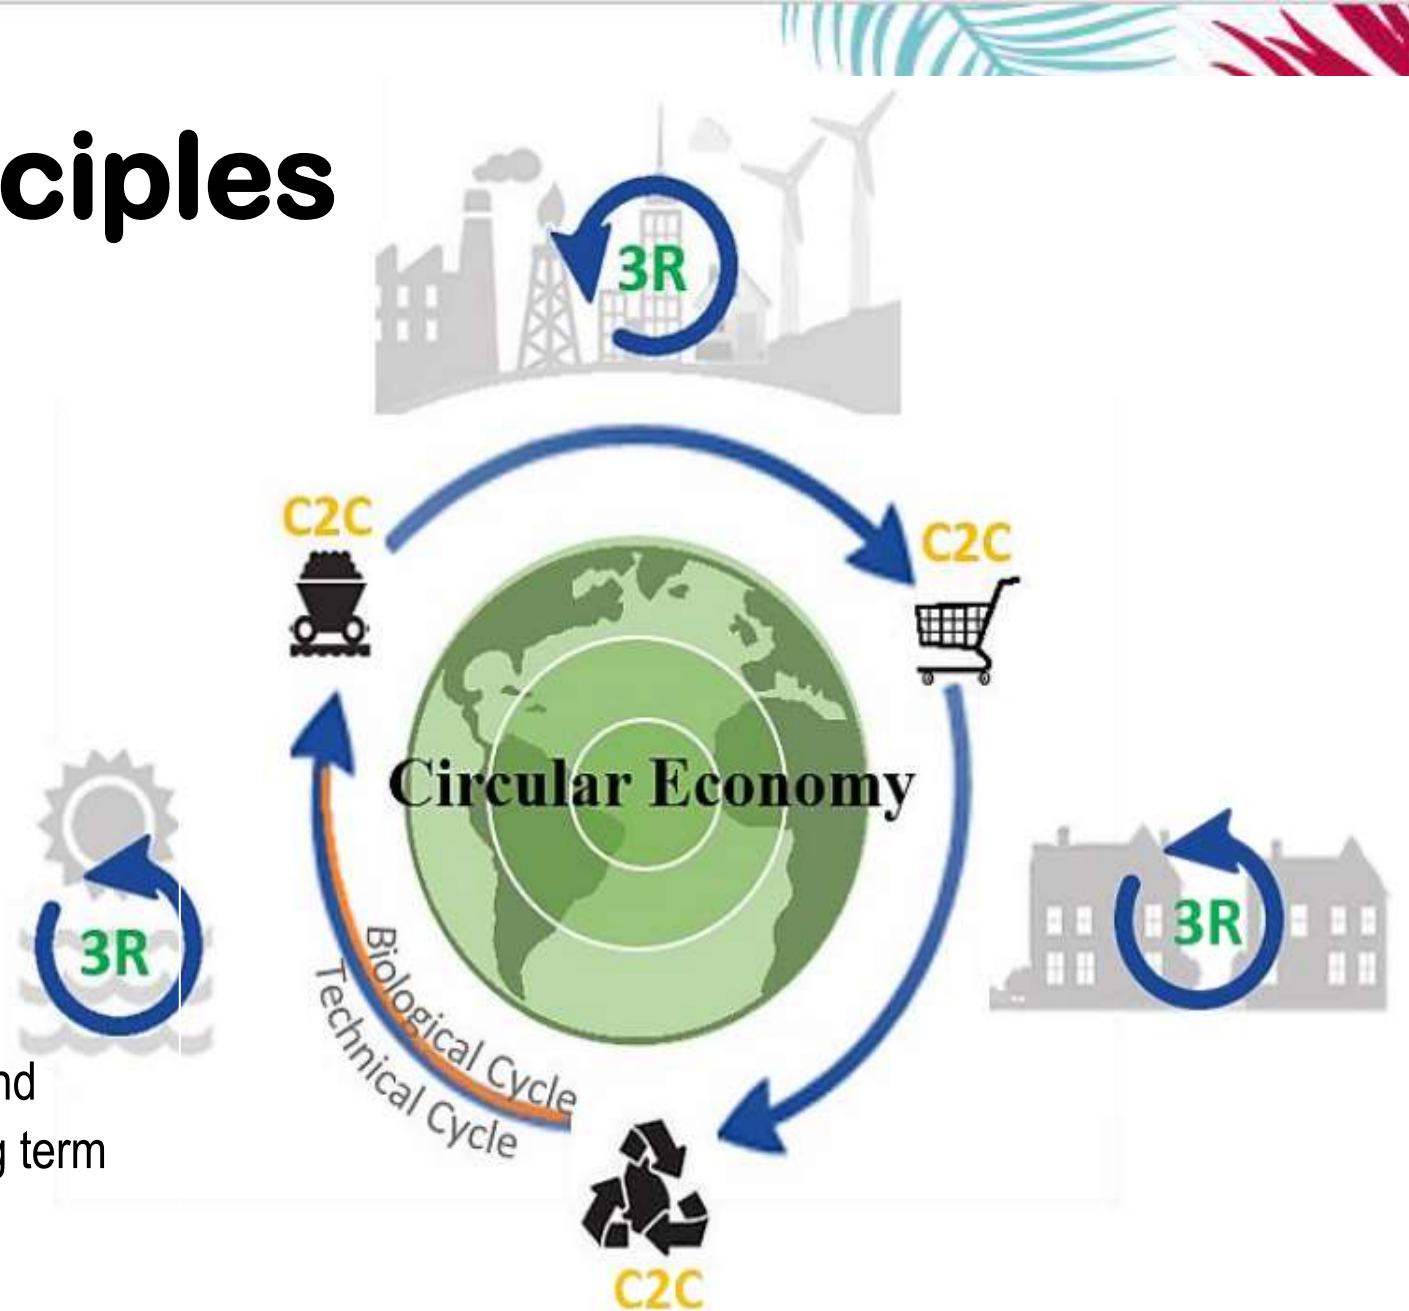 ciples
3R
C2C
C2C
Circular Economy
3R
3R
Biological Cycle
Technical Cycle
nd
g term
C2C